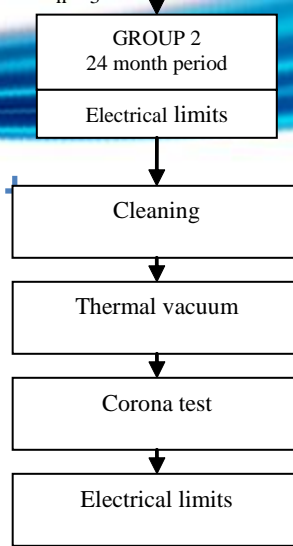 GROUP 2
24 month period
Electrical limits
Cleaning
Thermal vacuum
Corona test
Electrical limits